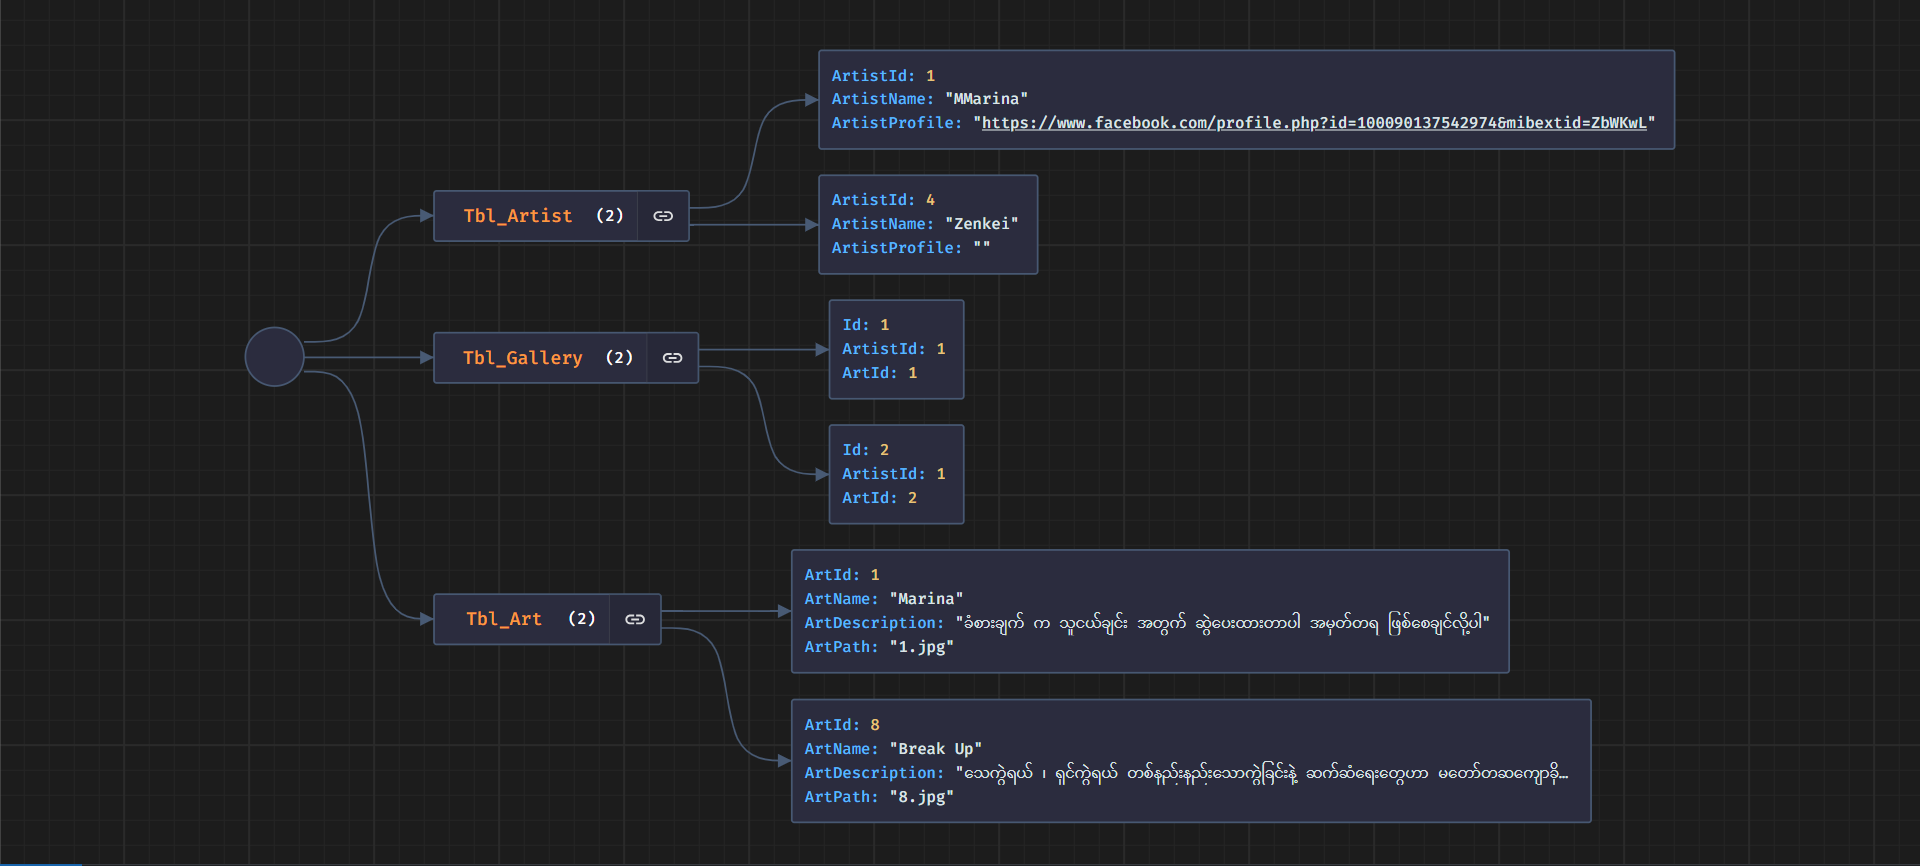 Tbl_Artist (2)
ArtistId: 1
ArtistName: "MMarina"
ArtistProfile: "https://www.facebook.com/profile.php?id=100090137542974&mibextid=ZbWKwL"
ArtistId: 4
ArtistName: "Zenkei"
ArtistProfile: ""
Tbl_Gallery (2)
Id: 1
ArtistId: 1
ArtId: 1
Id: 2
ArtistId: 1
ArtId: 2
Tbl_Art (2)
ArtId: 1
ArtName: "Marina"
ArtDescription: "ခံစားချက် က သူငယ်ချင်း အတွက် ဆွဲပေးထားတာပါ အမှတ်တရ ဖြစ်စေချင်လို့ပါ"
ArtPath: "1.jpg"
ArtId: 8
ArtName: "Break Up"
ArtDescription: "သေကွဲရယ် ၊ ရှင်ကွဲရယ် တစ်နည်းနည်းသောကွဲခြင်းနဲ့ ဆက်ဆံရေးတွေဟာ မတော်တဆကျောခို…
ArtPath: "8.jpg"